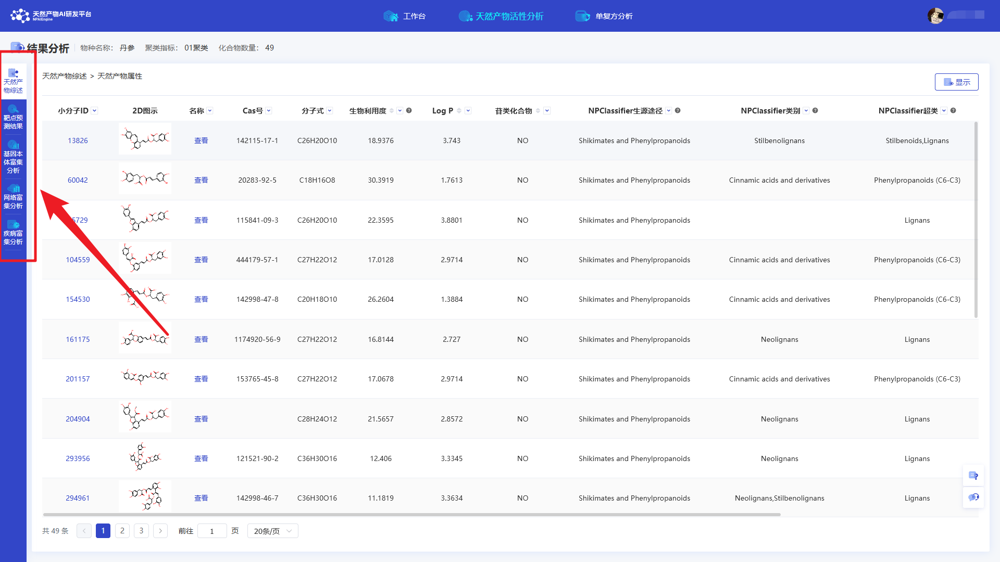 天然产物AI研发平台
NPAIEngine
工作台
天然产物活性分析
单复方分析
结果分析 物种名称： 丹参 聚类指标： 01聚类 化合物数量： 49
天然产
物综述
靶点预
测结果
基因本
体富集
分析
网络富
集分析
疾病富
集分析
天然产物综述 > 天然产物属性
显示
小分子ID 2D图示 名称 Cas号 分子式 生物利用度 Log P 苷类化合物 NPClassifier生源途径 NPClassifier类别 NPClassifier超类
13826 查看 142115-17-1 C26H20O10 18.9376 3.743 NO Shikimates and Phenylpropanoids Stilbenolignans Stilbenoids,Lignans
60042 查看 20283-92-5 C18H16O8 30.3919 1.7613 NO Shikimates and Phenylpropanoids Cinnamic acids and derivatives Phenylpropanoids (C6-C3)
5729 查看 115841-09-3 C26H20O10 22.3595 3.8801 NO Shikimates and Phenylpropanoids Lignans
104559 查看 444179-57-1 C27H22O12 17.0128 2.9714 NO Shikimates and Phenylpropanoids Cinnamic acids and derivatives Phenylpropanoids (C6-C3)
154530 查看 142998-47-8 C20H18O10 26.2604 1.3884 NO Shikimates and Phenylpropanoids Cinnamic acids and derivatives Phenylpropanoids (C6-C3)
161175 查看 1174920-56-9 C27H22O12 16.8144 2.727 NO Shikimates and Phenylpropanoids Neolignans Lignans
201157 查看 153765-45-8 C27H22O12 17.0678 2.9714 NO Shikimates and Phenylpropanoids Cinnamic acids and derivatives Phenylpropanoids (C6-C3)
204904 查看 C28H24O12 21.5657 2.8572 NO Shikimates and Phenylpropanoids Neolignans Lignans
293956 查看 121521-90-2 C36H30O16 12.406 3.3345 NO Shikimates and Phenylpropanoids Neolignans Lignans
294961 查看 142998-46-7 C36H30O16 11.1819 3.3634 NO Shikimates and Phenylpropanoids Neolignans,Stilbenolignans Lignans
共 49 条 1 2 3 前往 1 页 20条/页